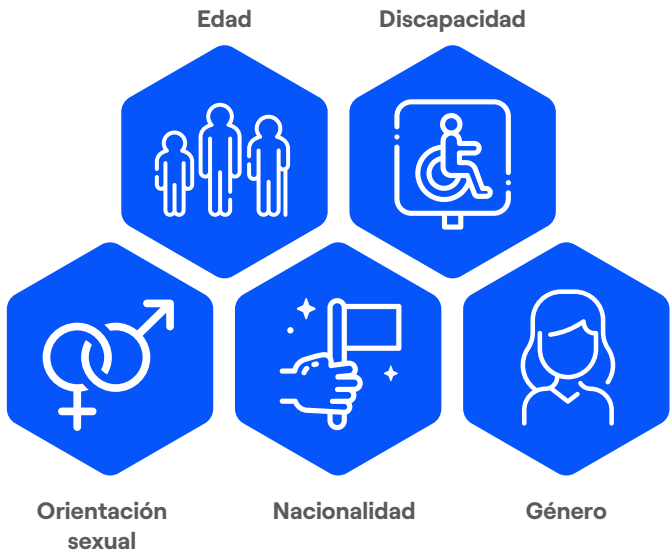 Edad
Discapacidad
Orientación
sexual
Nacionalidad
Género